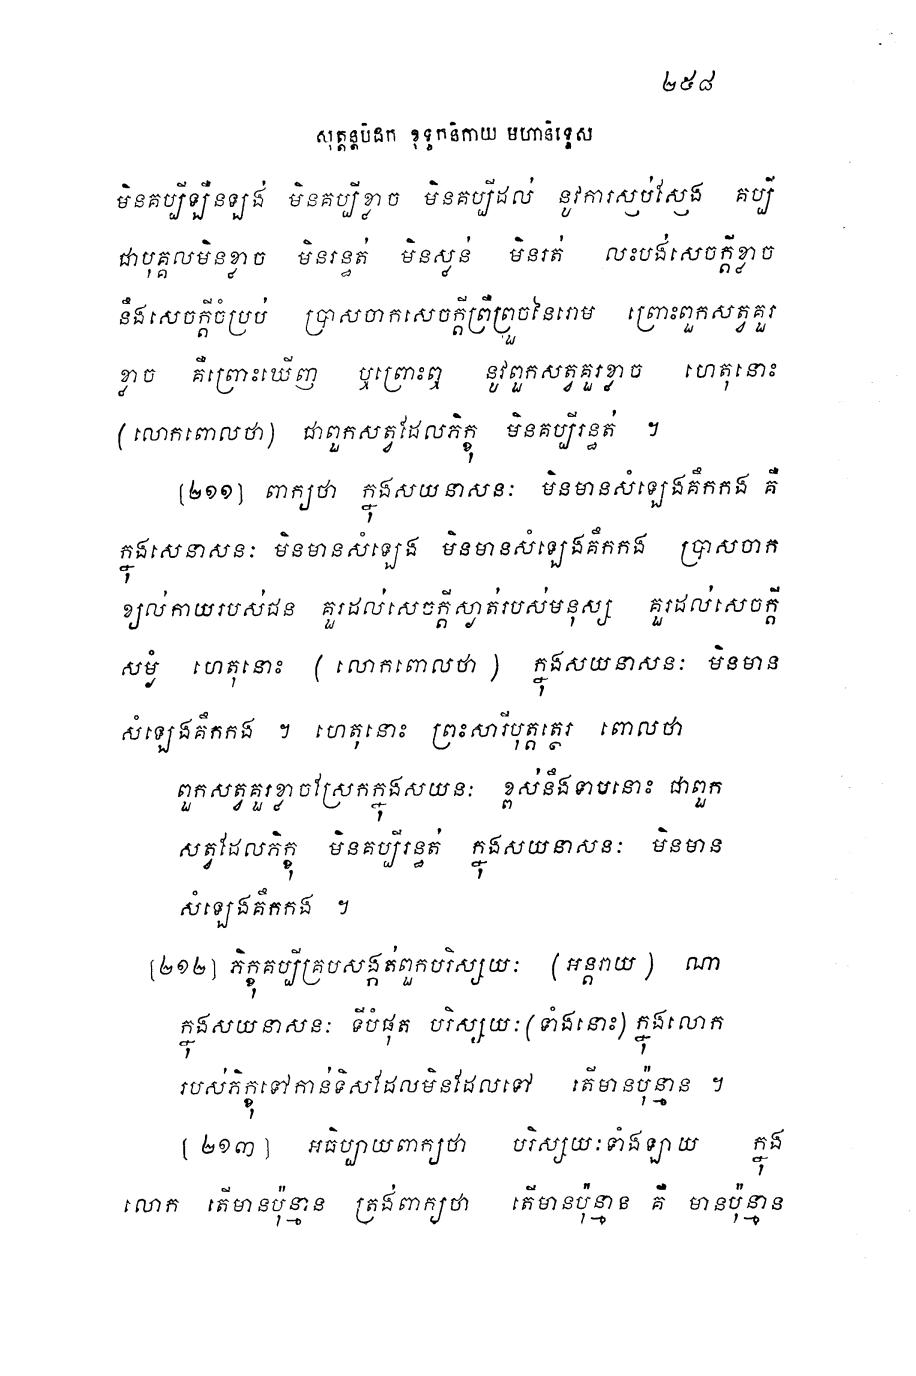 ២៥៨
សុត្តន្តបិដក ខុទ្ទកនិកាយ មហានិទ្ទេស
មិនគប្បីឡឺនឡង់ មិនគប្បីខ្លាច មិនគប្បីដល់ នូវការស្ញប់ស្ញែង គប្បី
ជាបុគ្គលមិនខ្លាច មិនរន្ធត់ មិនស្លន់ មិនរត់ លះបង់សេចក្តីខ្លាច
នឹងសេចក្តីចំប្រប់ ប្រាសចាកសេចក្តីព្រឺព្រួចនៃរោម ព្រោះពួកសត្វគួរ
ខ្លាច គឺព្រោះឃើញ ឬព្រោះឮ នូវពួកសត្វគួរខ្លាច ហេតុនោះ
(លោកពោលថា) ជាពួកសត្វដែលភិក្ខុ មិនគប្បីរន្ធត់ ។
[២១១] ពាក្យថា ក្នុងសយនាសនៈ មិនមានសំឡេងគឹកកង គឺ
ក្នុងសេនាសនៈ មិនមានសំឡេង មិនមានសំឡេងគឹកកង ប្រាសចាក
ខ្យល់កាយរបស់ជន គួរដល់សេចក្តីស្ងាត់របស់មនុស្ស គួរដល់សេចក្តី
សម្ងំ ហេតុនោះ (លោកពោលថា) ក្នុងសយនាសនៈ មិនមាន
សំឡេងគឹកកង ។ ហេតុនោះ ព្រះសារីបុត្តត្ថេរ ពោលថា
ពួកសត្វគួរខ្លាចស្រែកក្នុងសយនៈ ខ្ពស់នឹងទាបនោះ ជាពួក
សត្វដែលភិក្ខុ មិនគប្បីរន្ធត់ ក្នុងសយនាសនៈ មិនមាន
សំឡេងគឹកកង ។
[២១២] ភិក្ខុគប្បីគ្របសង្កត់ពួកបរិស្សយៈ (អន្តរាយ) ណា
ក្នុងសយនាសនៈ ទីបំផុត បរិស្សយៈ(ទាំងនោះ) ក្នុងលោក
របស់ភិក្ខុទៅកាន់ទិសដែលមិនដែលទៅ តើមានប៉ុន្មាន ។
[២១៣] អធិប្បាយពាក្យថា បរិស្សយៈទាំងឡាយ ក្នុង
លោក តើមានប៉ុន្មាន ត្រង់ពាក្យថា តើមានប៉ុន្មាន គឺ មានប៉ុន្មាន